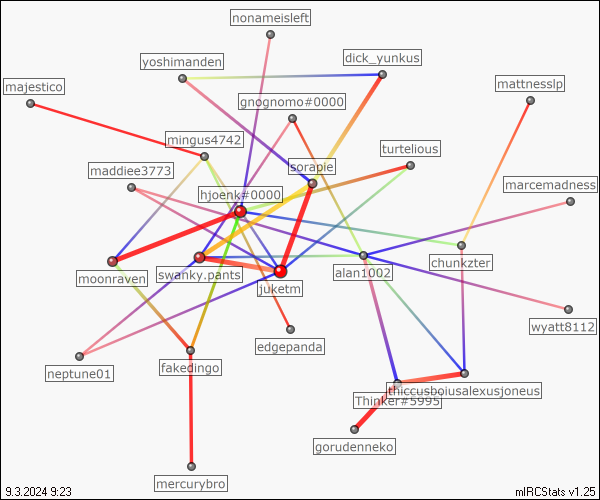 nonameisleft
yoshimanden
dick_yunkus
majestico
mattnesslp
gnognomo#0000
mingus4742
turtelious
maddiee3773
sorapie
marcemadness
hjoenk#0000
moonraven
swanky.pants
alan1002
chunkzter
juketm
wyatt8112
edgepanda
neptune01
fakedingo
thiccusboiusalexusjoneus
Thinker#5995
gorudenneko
mercurybro
9.3.2024 9:23
mIRCStats v1.25